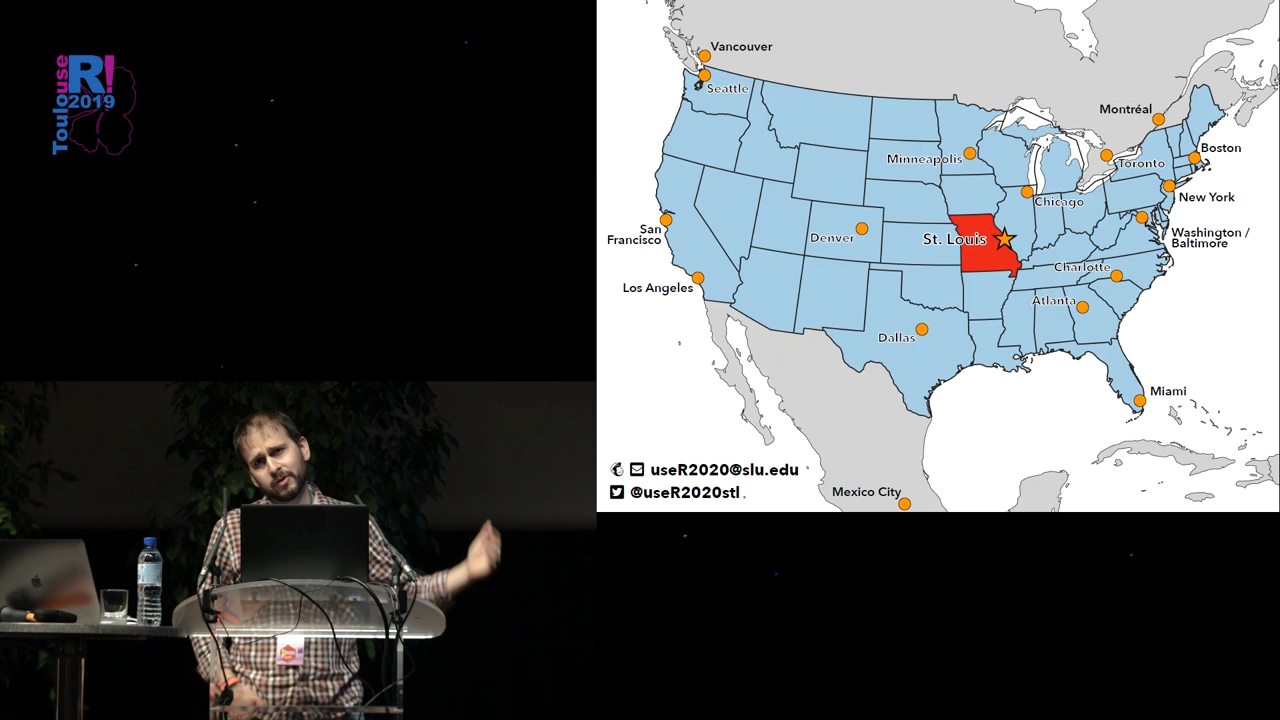 Toulouse
R!
2019
Vancouver
Seattle
Montréal
Minneapolis
Toronto
Boston
Chicago
New York
San
Francisco
Denver
St. Louis
Washington /
Baltimore
Charlotte
Los Angeles
Atlanta
Dallas
Miami
useR2020@slu.edu
@useR2020stl
Mexico City